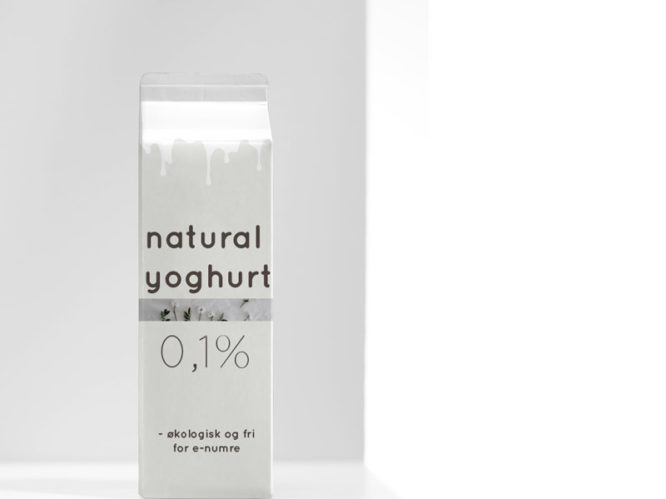 natural
yoghurt
0,1%
- økologisk og fri
for e-numre